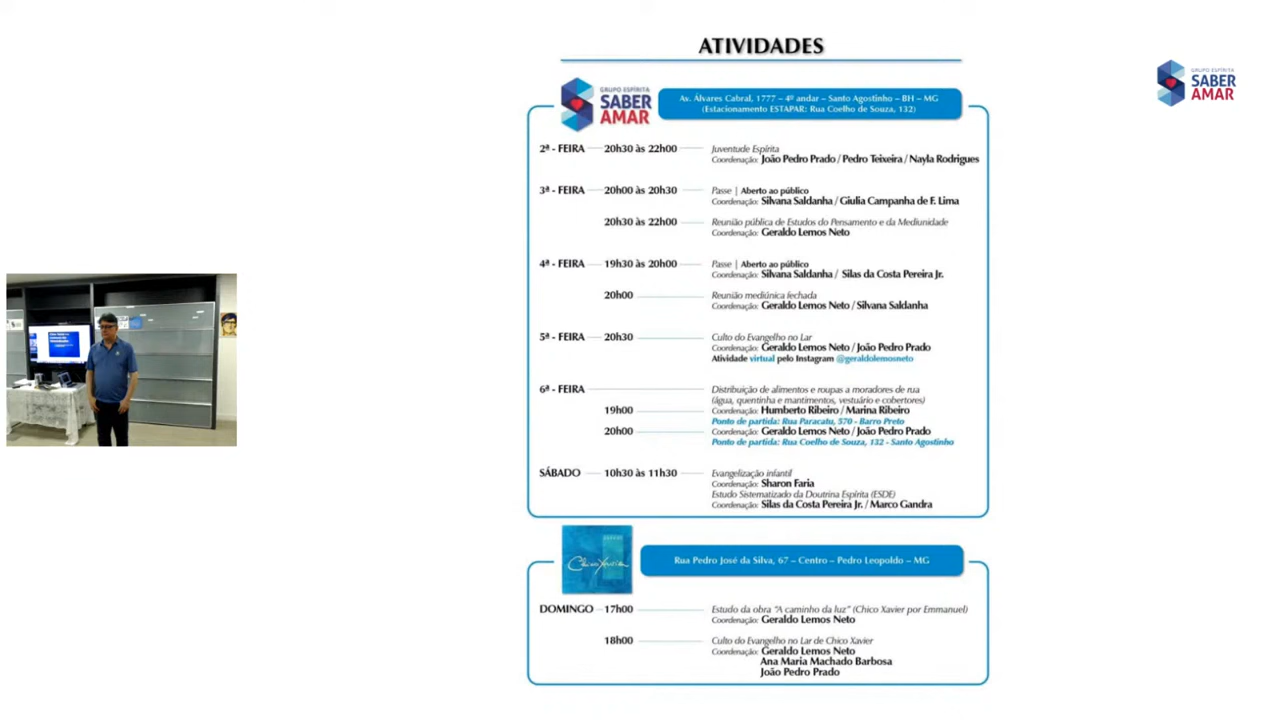 ATIVIDADES
GRUPO ESPÍRITA
SABER
AMAR
GRUPO ESPÍRITA
SABER
AMAR
Av. Álvares Cabral, 1777 – 4º andar – Santo Agostinho – BH – MG
(Estacionamento ESTAPAR: Rua Coelho de Souza, 132)
2ª - FEIRA 20h30 às 22h00 Juventude Espírita
Coordenação: João Pedro Prado / Pedro Teixeira / Nayla Rodrigues
3ª - FEIRA 20h00 às 20h30 Passe | Aberto ao público
Coordenação: Silvana Saldanha / Giulia Campanha de F. Lima
20h30 às 22h00 Reunião pública de Estudos do Pensamento e da Mediunidade
Coordenação: Geraldo Lemos Neto
4ª - FEIRA 19h30 às 20h00 Passe | Aberto ao público
Coordenação: Silvana Saldanha / Silas da Costa Pereira Jr.
20h00 Reunião mediúnica fechada
Coordenação: Geraldo Lemos Neto / Silvana Saldanha
5ª - FEIRA 20h30 Culto do Evangelho no Lar
Coordenação: Geraldo Lemos Neto / João Pedro Prado
Atividade virtual pelo Instagram @geraldolemosneto
6ª - FEIRA Distribuição de alimentos e roupas a moradores de rua
(água, quentinha e mantimentos, vestuário e cobertores)
19h00 Coordenação: Humberto Ribeiro / Marina Ribeiro
Ponto de partida: Rua Paracatu, 570 - Barro Preto
20h00 Coordenação: Geraldo Lemos Neto / João Pedro Prado
Ponto de partida: Rua Coelho de Souza, 132 - Santo Agostinho
SÁBADO 10h30 às 11h30 Evangelização infantil
Coordenação: Sharon Faria
Estudo Sistematizado da Doutrina Espírita (ESDE)
Coordenação: Silas da Costa Pereira Jr. / Marco Gandra
Chico Xavier
Rua Pedro José da Silva, 67 – Centro – Pedro Leopoldo – MG
DOMINGO 17h00 Estudo da obra "A caminho da luz" (Chico Xavier por Emmanuel)
Coordenação: Geraldo Lemos Neto
18h00 Culto do Evangelho no Lar de Chico Xavier
Coordenação: Geraldo Lemos Neto
Ana Maria Machado Barbosa
João Pedro Prado